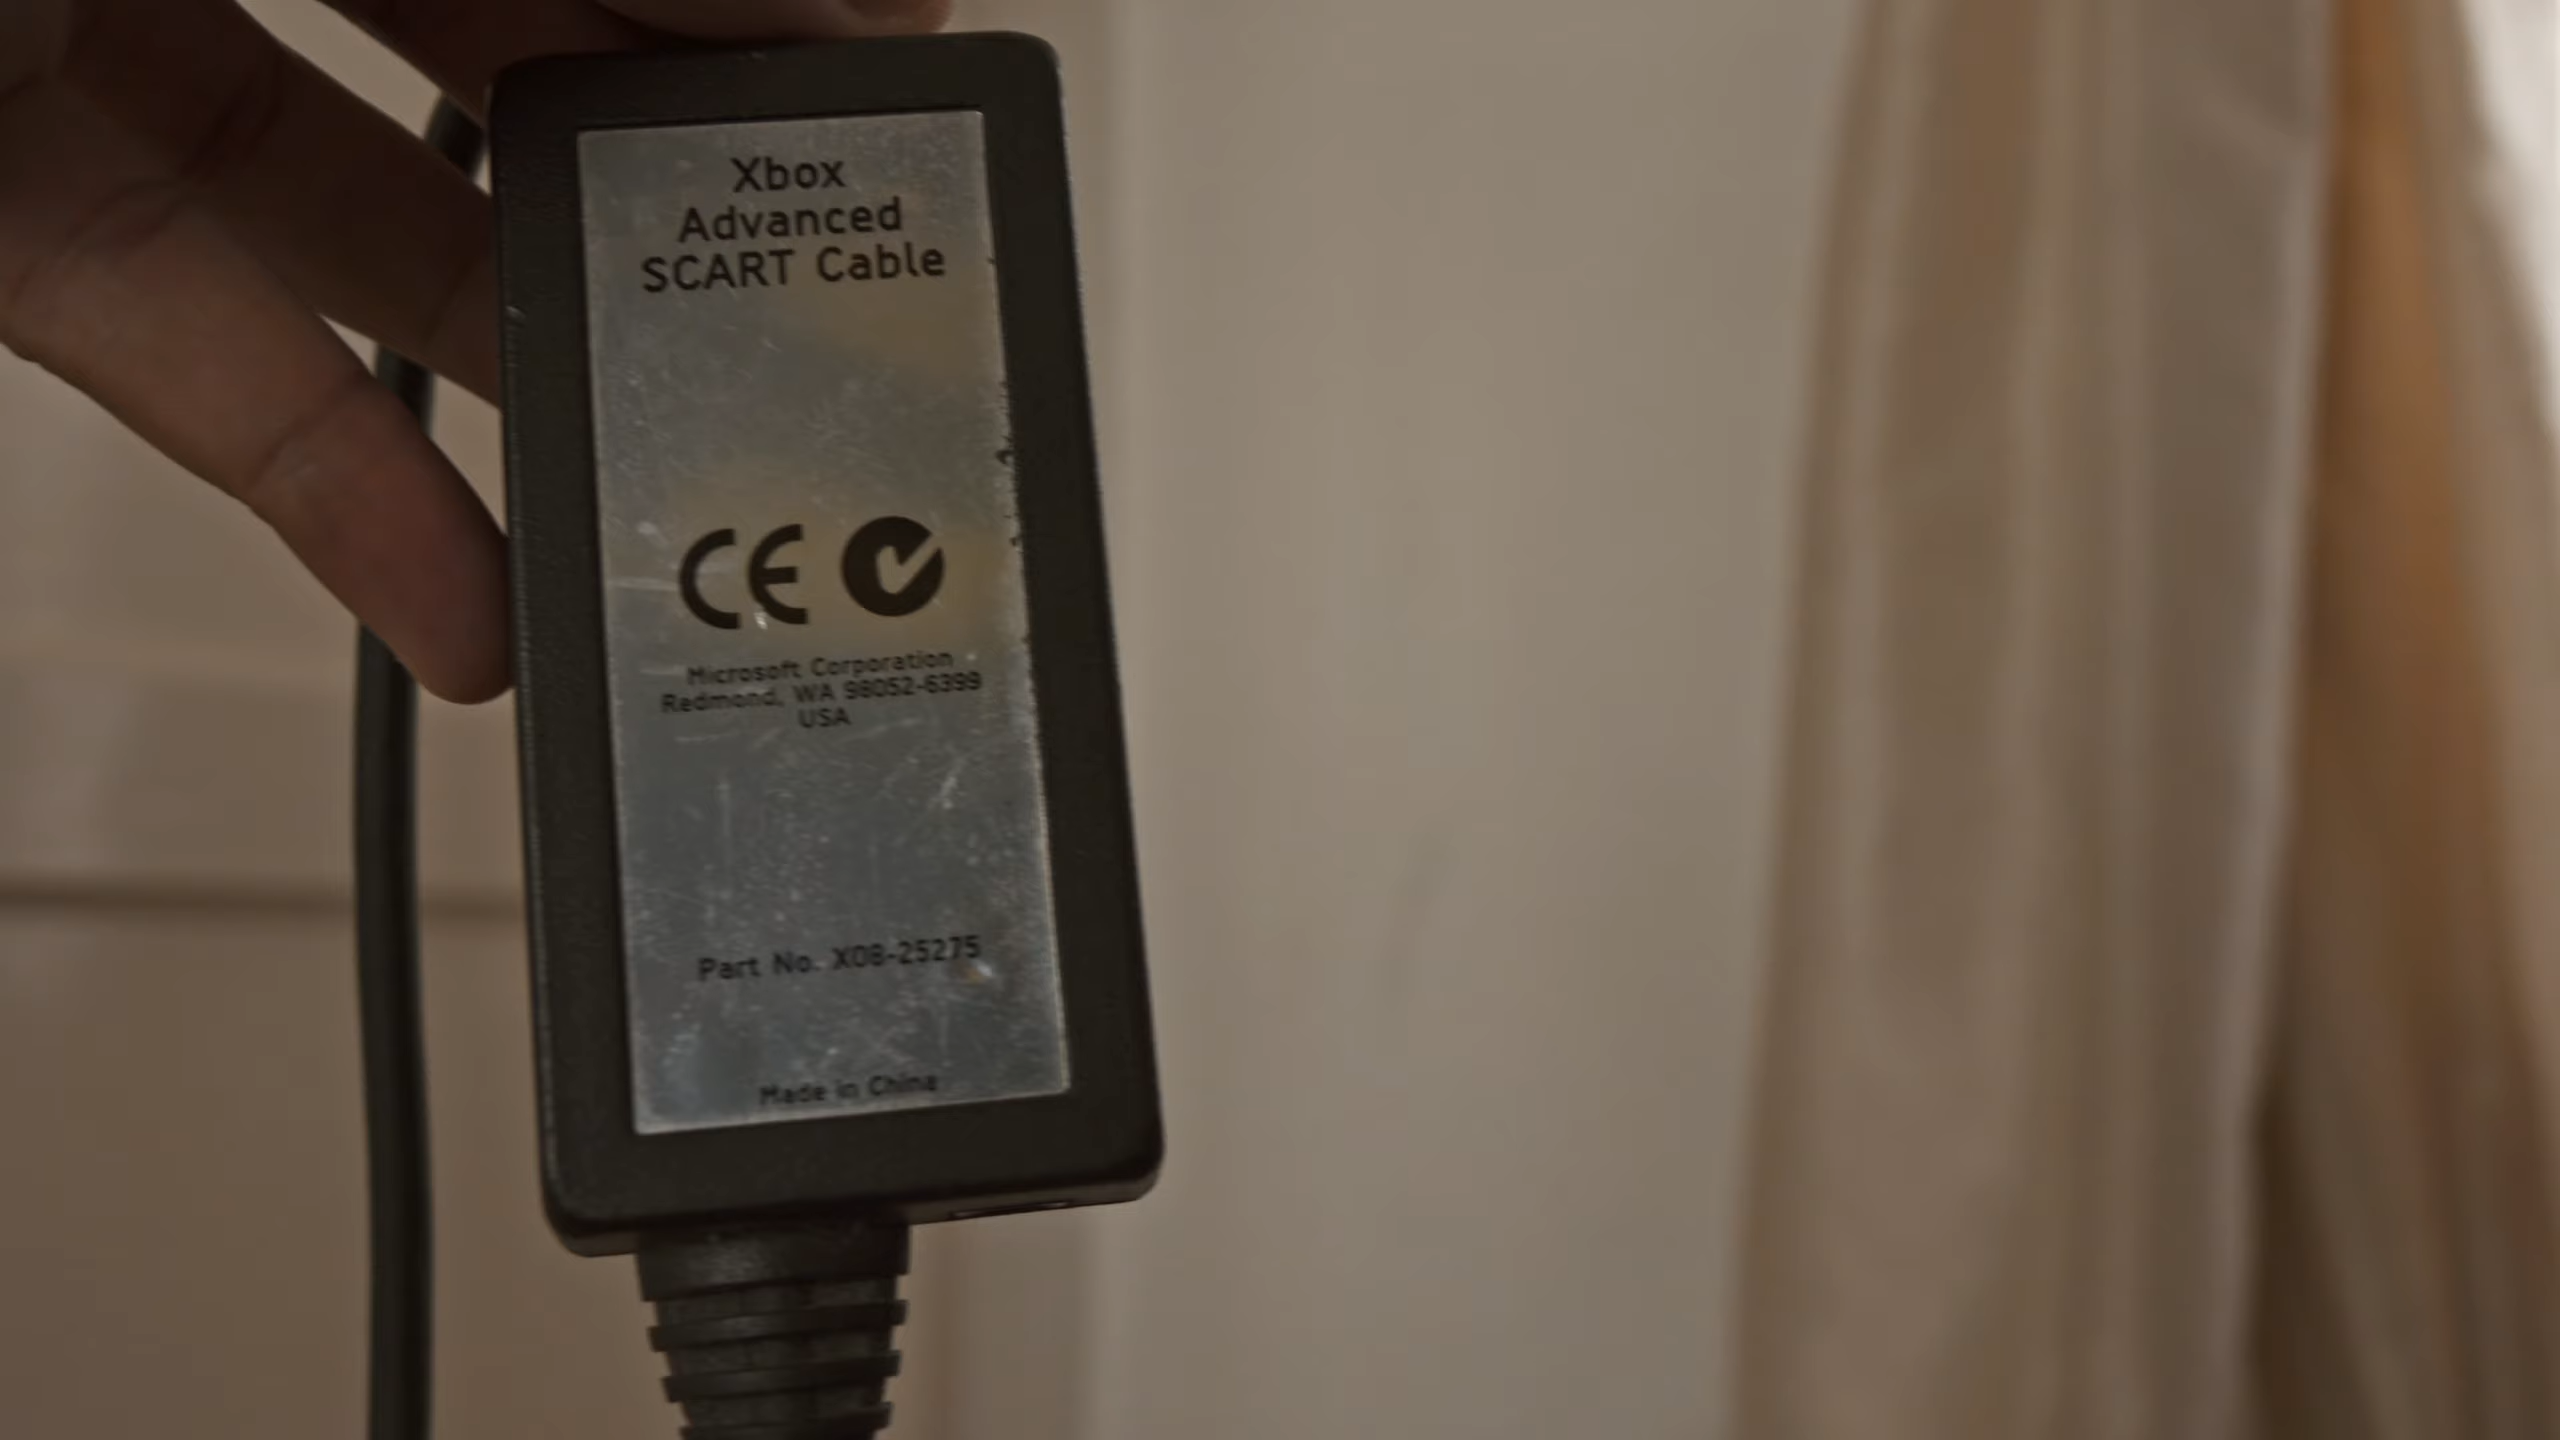 Xbox
Advanced
SCART Cable
CE
Microsoft Corporation
Redmond, WA 98052-6399
USA
Part No. X08-25275
Made in China